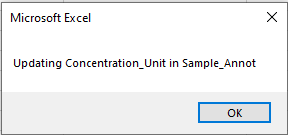 Microsoft Excel
Updating Concentration_Unit in Sample_Annot
OK